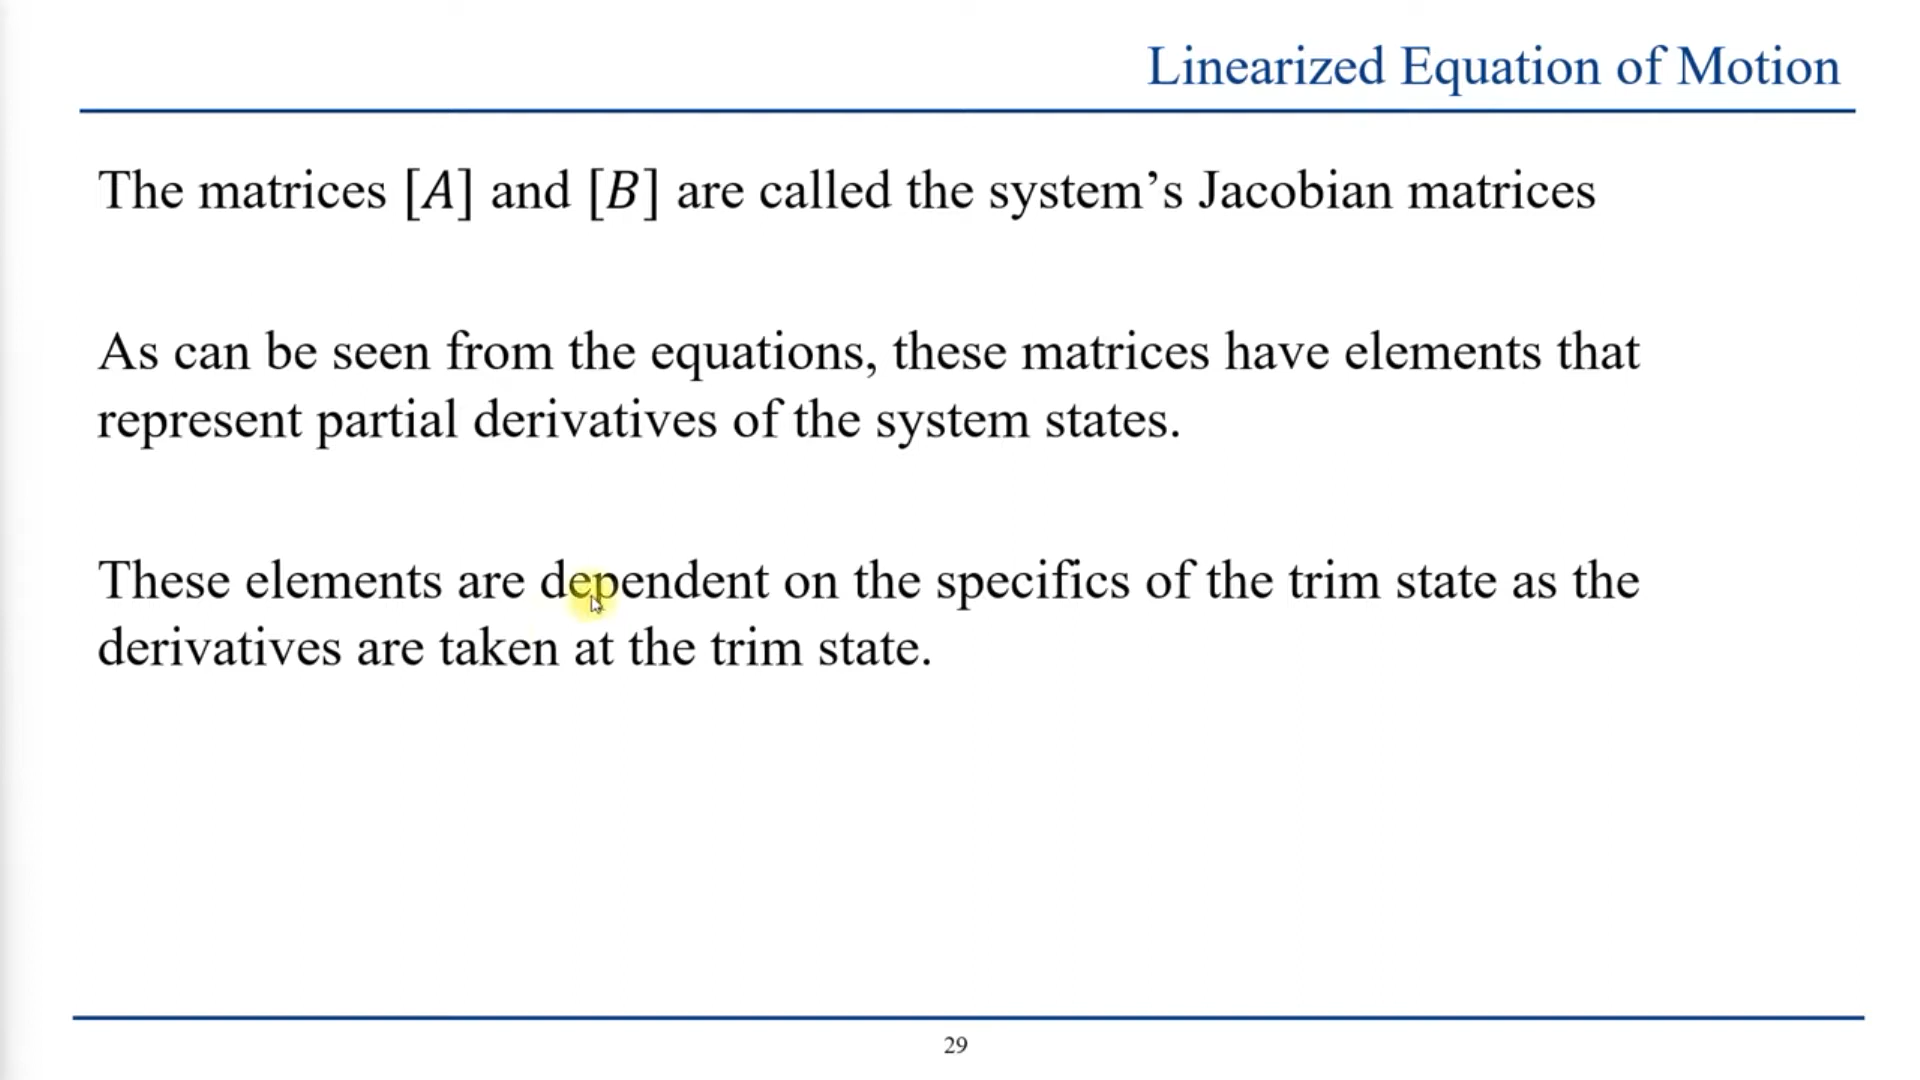 Linearized Equation of Motion
The matrices [A] and [B] are called the system’s Jacobian matrices
As can be seen from the equations, these matrices have elements that
represent partial derivatives of the system states.
These elements are dependent on the specifics of the trim state as the
derivatives are taken at the trim state.
29